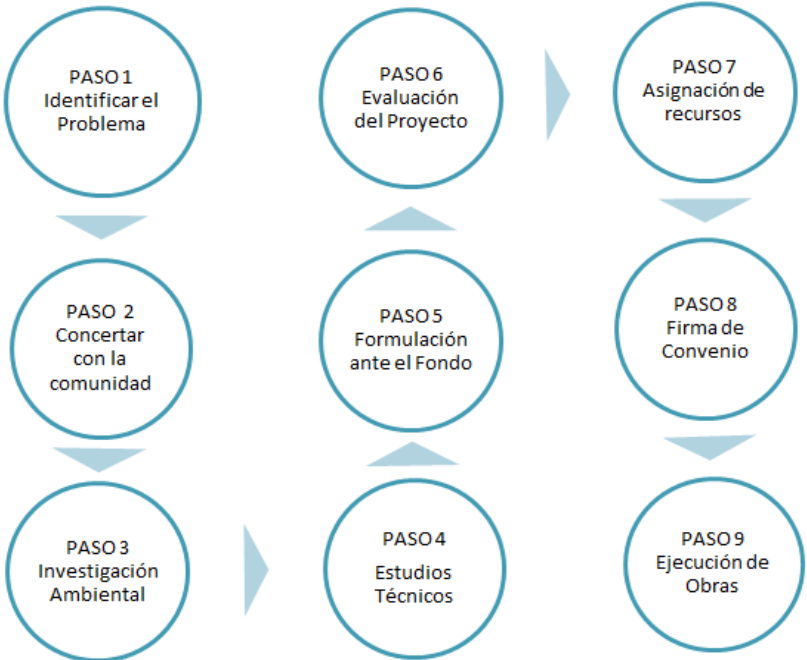 PASO 1
Identificar el
Problema
PASO 2
Concertar
con la
comunidad
PASO 3
Investigación
Ambiental
PASO 4
Estudios
Técnicos
PASO 5
Formulación
ante el Fondo
PASO 6
Evaluación
del Proyecto
PASO 7
Asignación de
recursos
PASO 8
Firma de
Convenio
PASO 9
Ejecución de
Obras